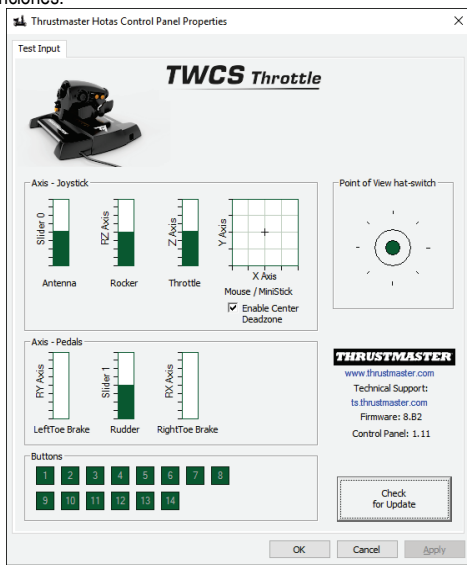 nciones.
Thrustmaster Hotas Control Panel Properties
Test Input
TWCS Throttle
Axis - Joystick
Slider 0
RZ Axis
Z Axis
Y Axis
X Axis
Antenna
Rocker
Throttle
Mouse / MiniStick
Enable Center
Deadzone
Point of View hat-switch
Axis - Pedals
RY Axis
Slider 1
RX Axis
LeftToe Brake
Rudder
RightToe Brake
THRUSTMASTER
www.thrustmaster.com
Technical Support:
ts.thrustmaster.com
Firmware: 8.B2
Control Panel: 1.11
Buttons
1 2 3 4 5 6 7 8
9 10 11 12 13 14
Check
for Update
OK Cancel Apply